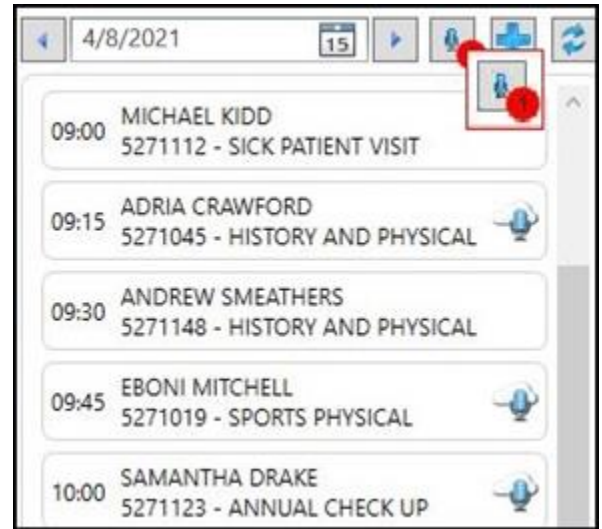 4/8/2021 15
1
09:00 MICHAEL KIDD
5271112 - SICK PATIENT VISIT
09:15 ADRIA CRAWFORD
5271045 - HISTORY AND PHYSICAL
09:30 ANDREW SMEATHERS
5271148 - HISTORY AND PHYSICAL
09:45 EBONI MITCHELL
5271019 - SPORTS PHYSICAL
10:00 SAMANTHA DRAKE
5271123 - ANNUAL CHECK UP